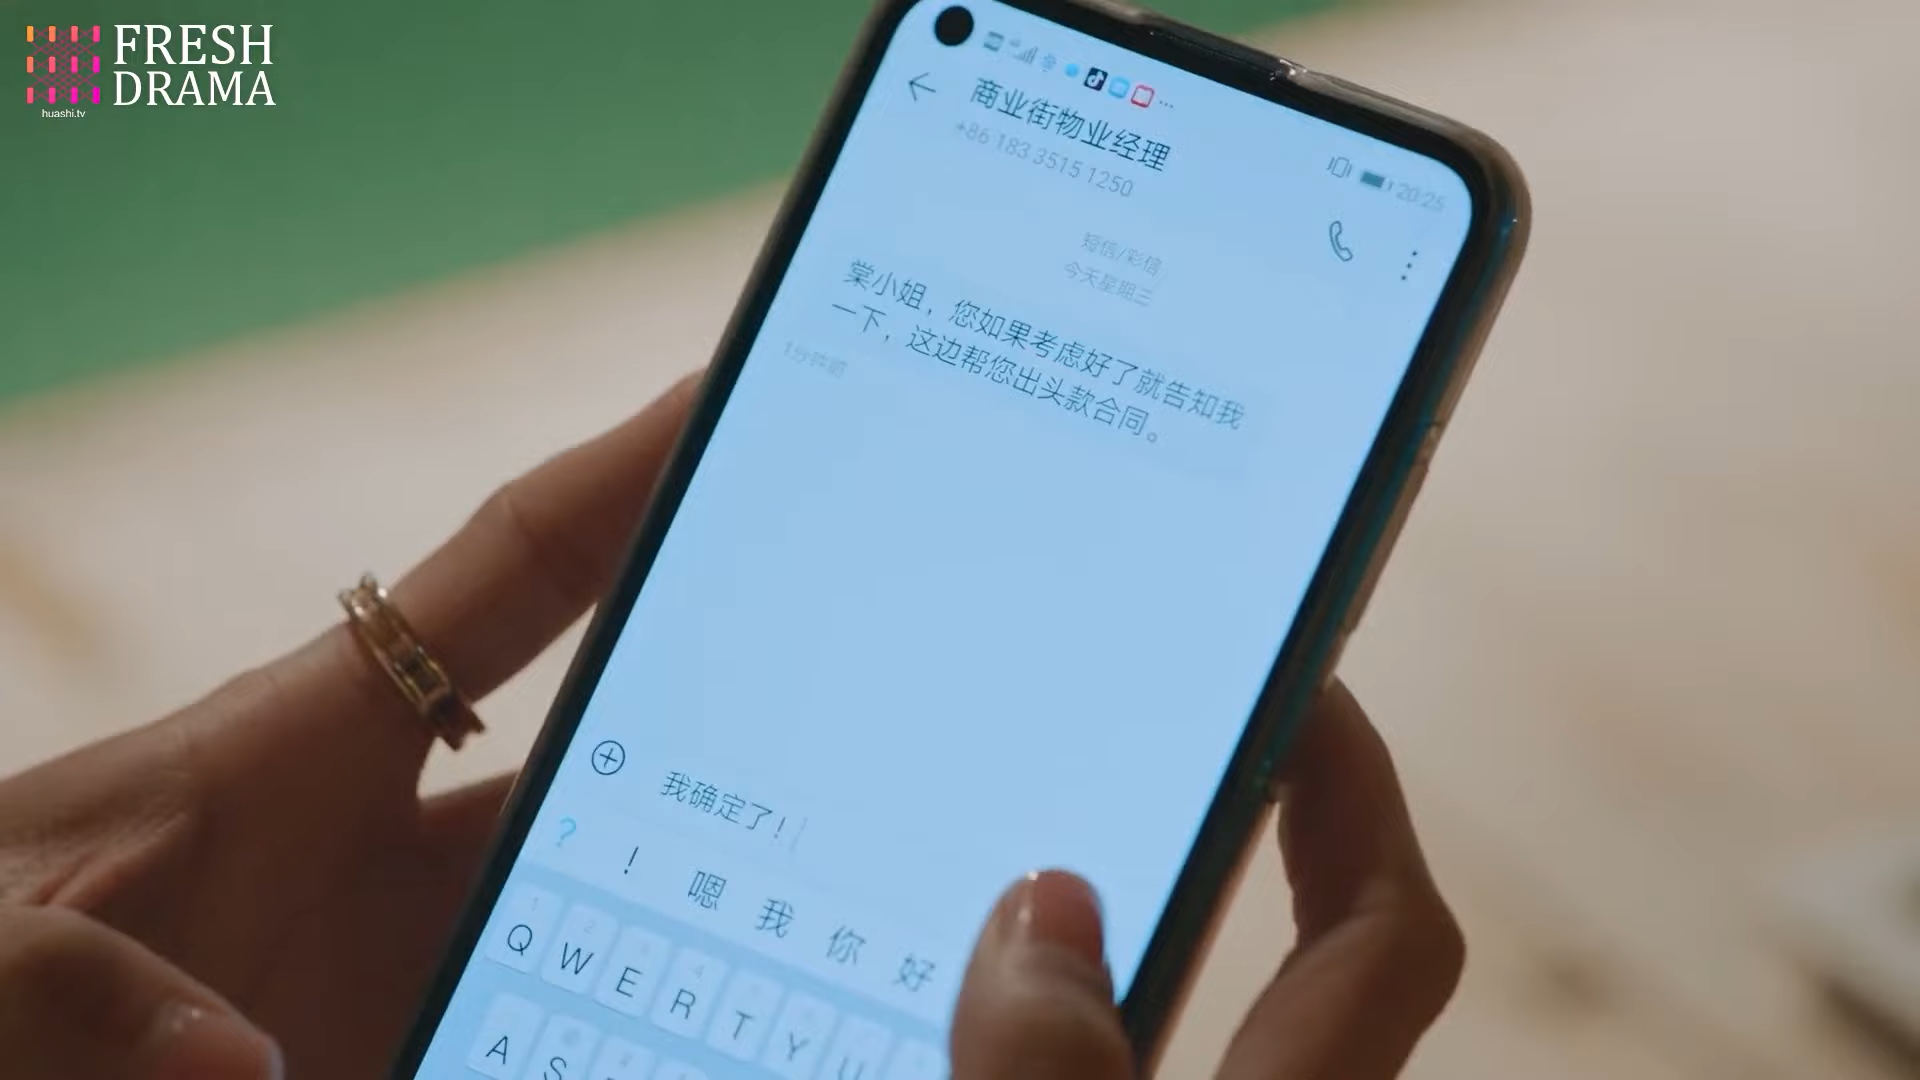 FRESH
DRAMA
huashi.tv
20:25
商业街物业经理
+86 183 3515 1250
短信/彩信
今天星期三
棠小姐，您如果考虑好了就告知我
一下，这边帮您出头款合同。
1分钟前
我确定了！
? ! 嗯 我 你 好
1 2 4
Q W E R T Y U
A S